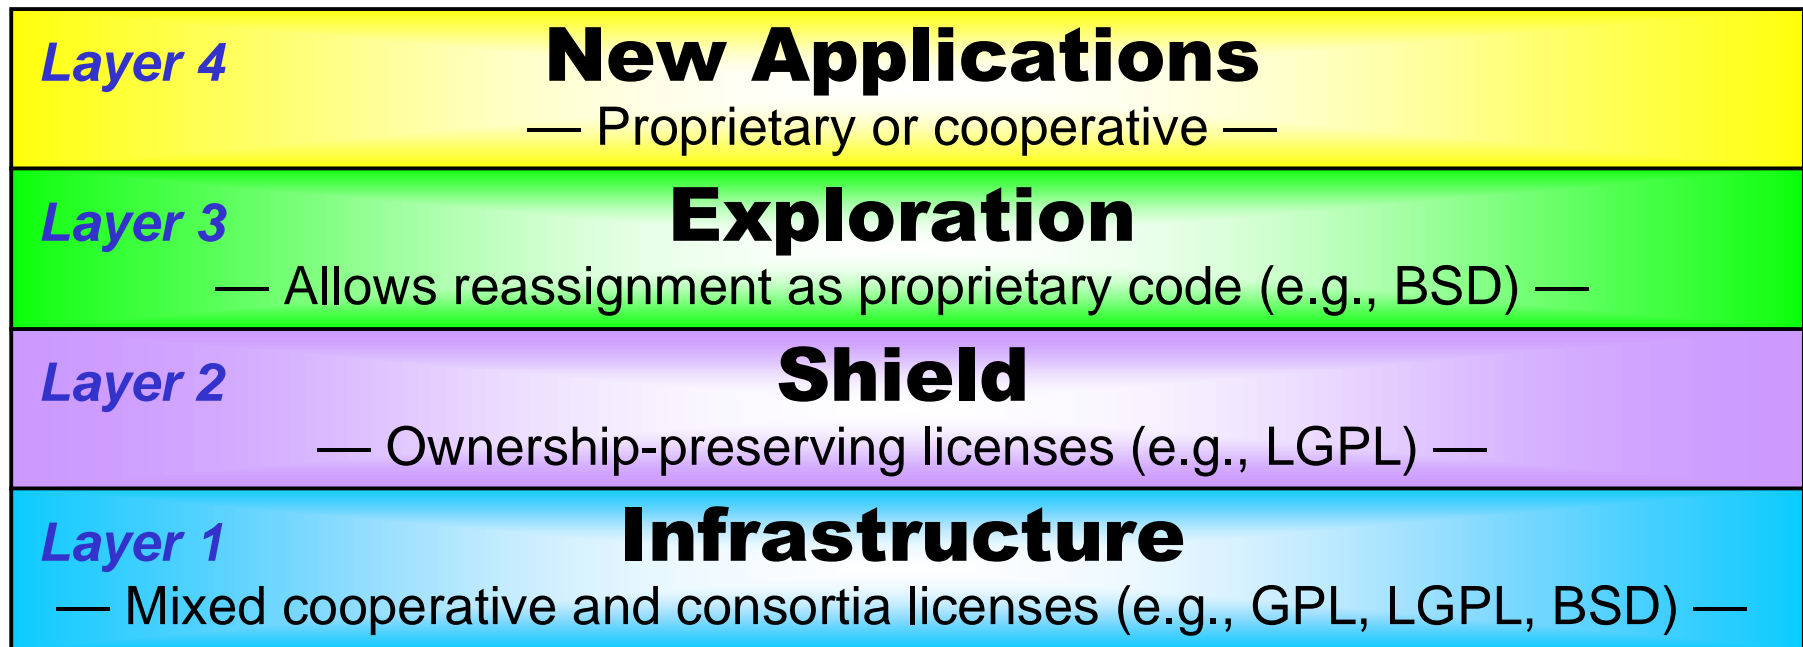 Layer 4
New Applications
— Proprietary or cooperative —
Layer 3
Exploration
— Allows reassignment as proprietary code (e.g., BSD) —
Layer 2
Shield
— Ownership-preserving licenses (e.g., LGPL) —
Layer 1
Infrastructure
— Mixed cooperative and consortia licenses (e.g., GPL, LGPL, BSD) —